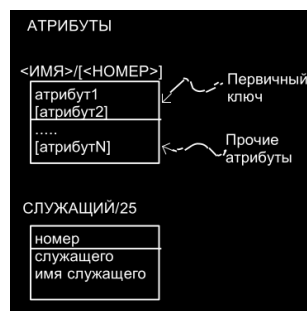 АТРИБУТЫ
<ИМЯ>/[<НОМЕР>]
атрибут1
[атрибут2]
Первичный
ключ
.....
[атрибутN]
Прочие
атрибуты
СЛУЖАЩИЙ/25
номер
служащего
имя служащего